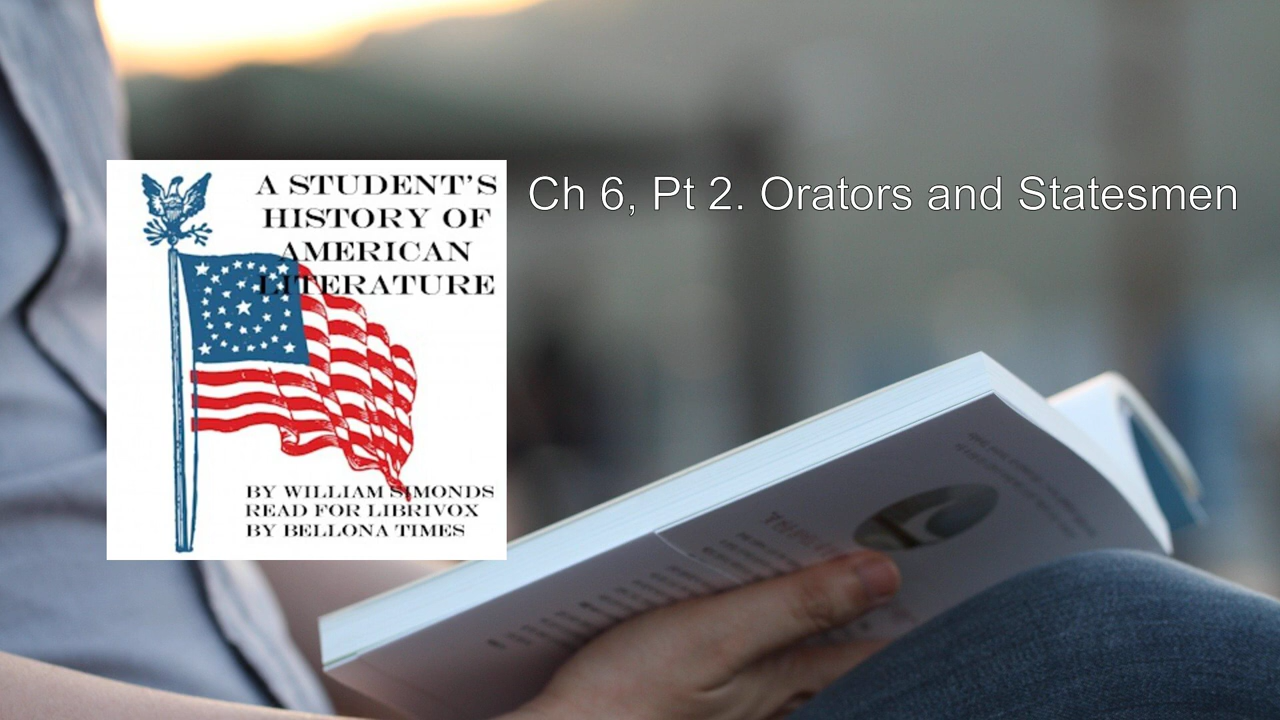 A STUDENT'S
HISTORY OF
AMERICAN
LITERATURE
BY WILLIAM SIMONDS
READ FOR LIBRIVOX
BY BELLONA TIMES
Ch 6, Pt 2. Orators and Statesmen